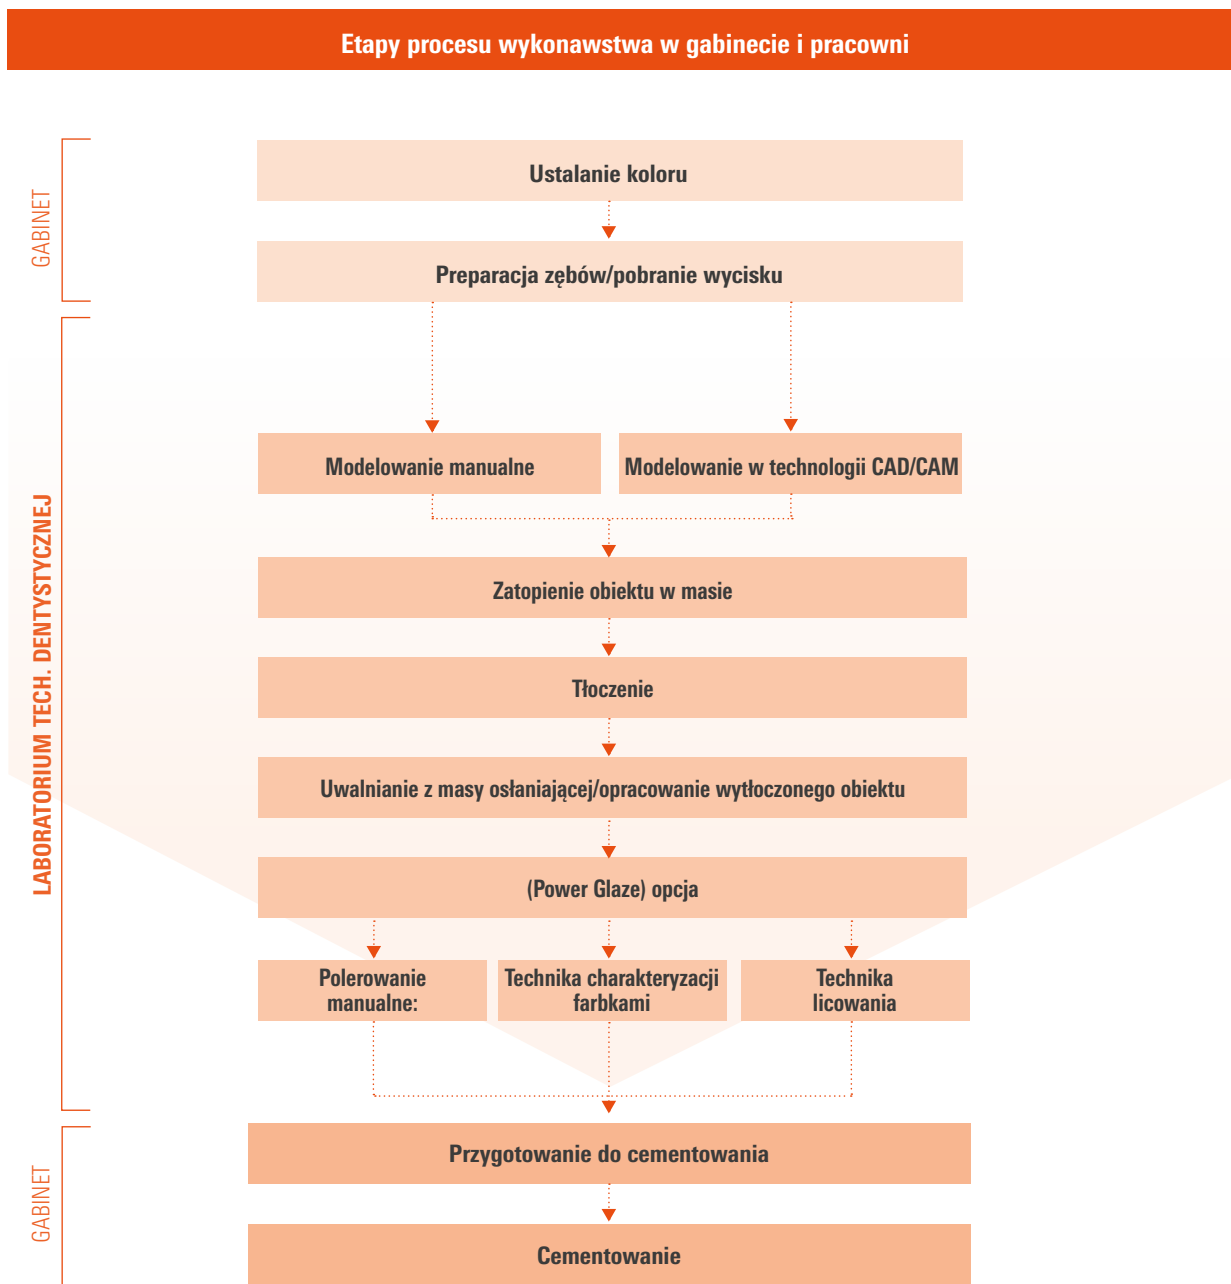 Etapy procesu wykonawstwa w gabinecie i pracowni
GABINET
Ustalanie koloru
Preparacja zębów/pobranie wycisku
LABORATORIUM TECH. DENTYSTYCZNEJ
Modelowanie manualne
Modelowanie w technologii CAD/CAM
Zatopienie obiektu w masie
Tłoczenie
Uwalnianie z masy osłaniającej/opracowanie wytłoczonego obiektu
(Power Glaze) opcja
Polerowanie
manualne:
Technika charakteryzacji
farbkami
Technika
licowania
GABINET
Przygotowanie do cementowania
Cementowanie